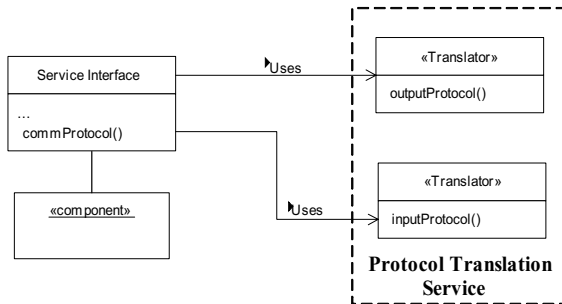 Service Interface
...
commProtocol()
«component»
Uses
Uses
«Translator»
outputProtocol()
«Translator»
inputProtocol()
Protocol Translation
Service